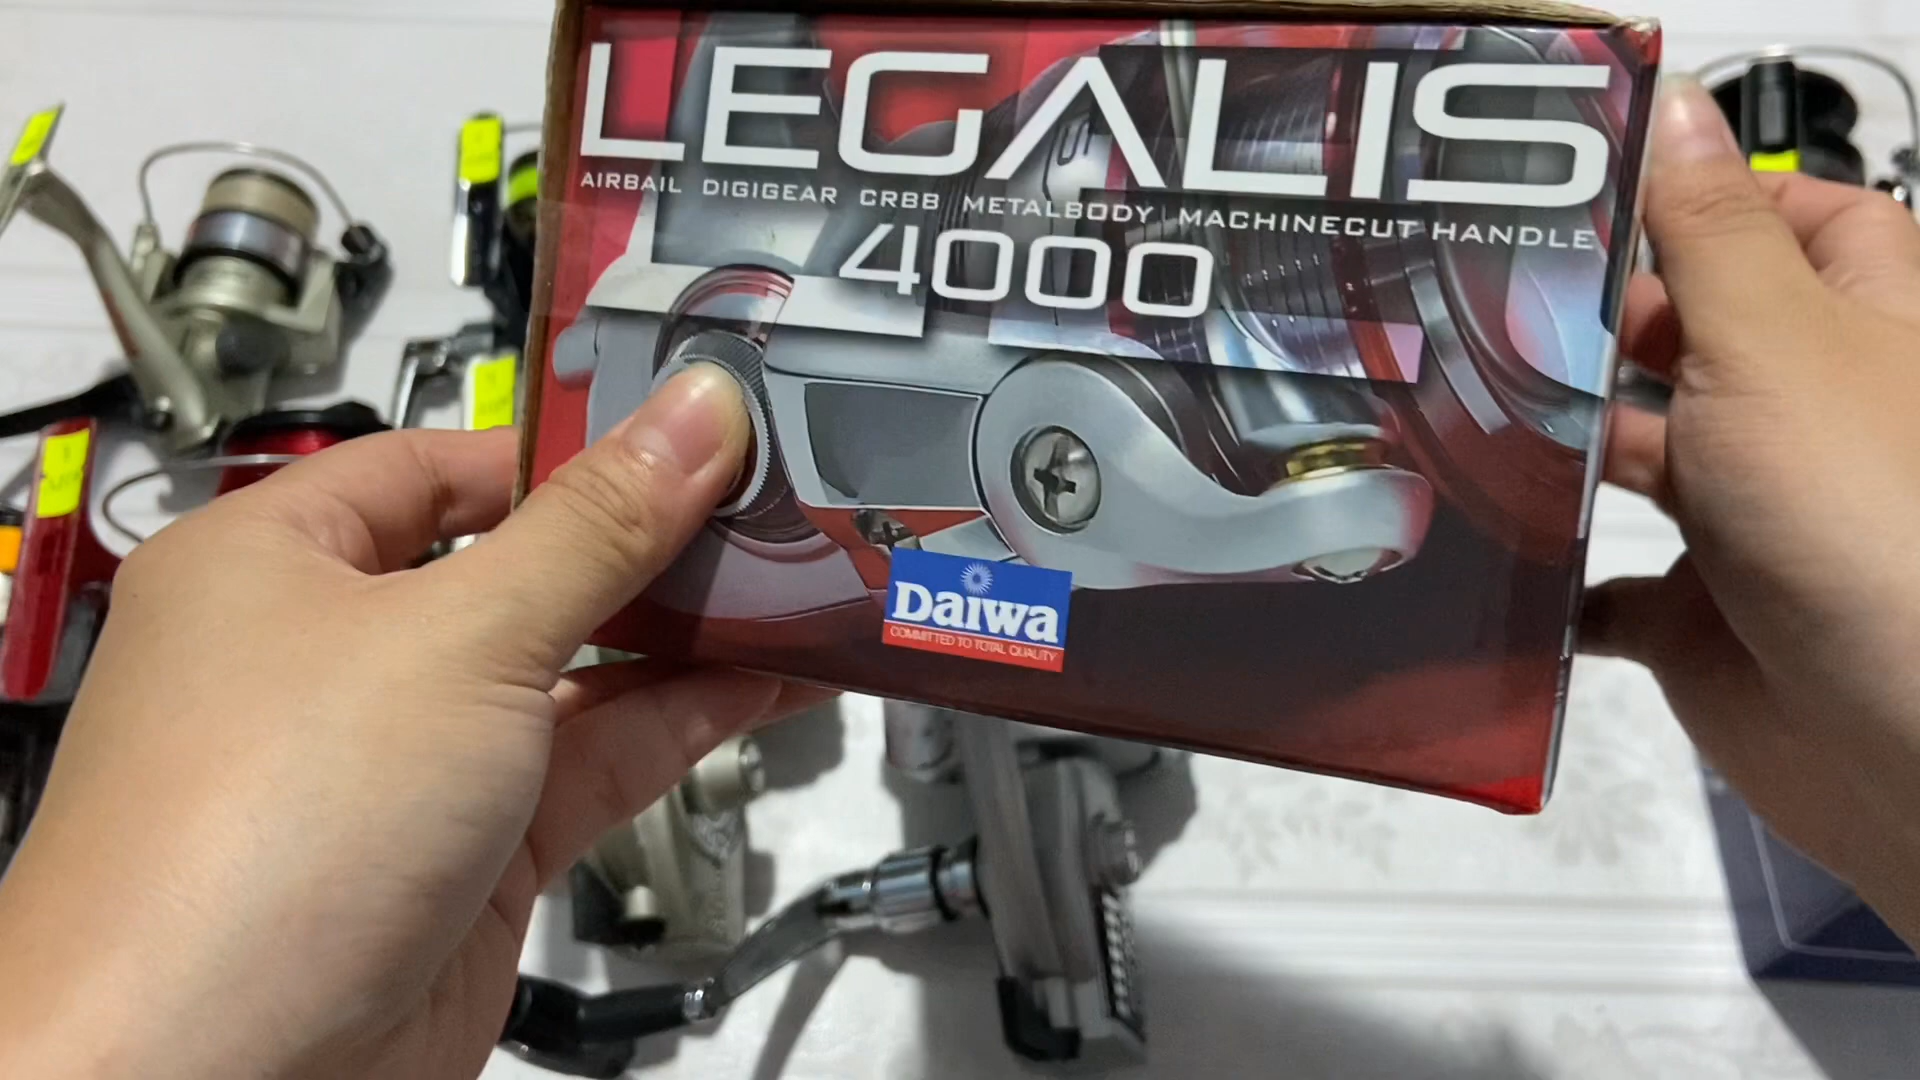 LEGALIS
AIRBAIL DIGIGEAR CRBB METALBODY MACHINECUT HANDLE
4000
Daiwa
COMMITTED TO TOTAL QUALITY